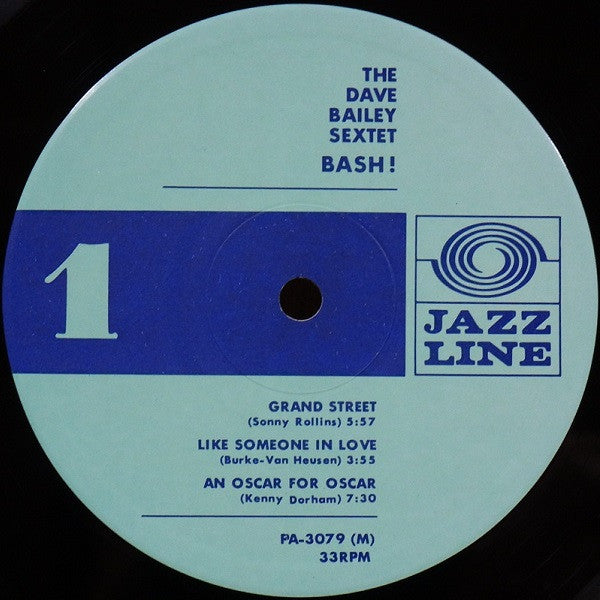 THE
DAVE
BAILEY
SEXTET
BASH!
1
JAZZ
LINE
GRAND STREET
(Sonny Rollins) 5:57
LIKE SOMEONE IN LOVE
(Burke-Van Heusen) 3:55
AN OSCAR FOR OSCAR
(Kenny Dorham) 7:30
PA-3079 (M)
33RPM